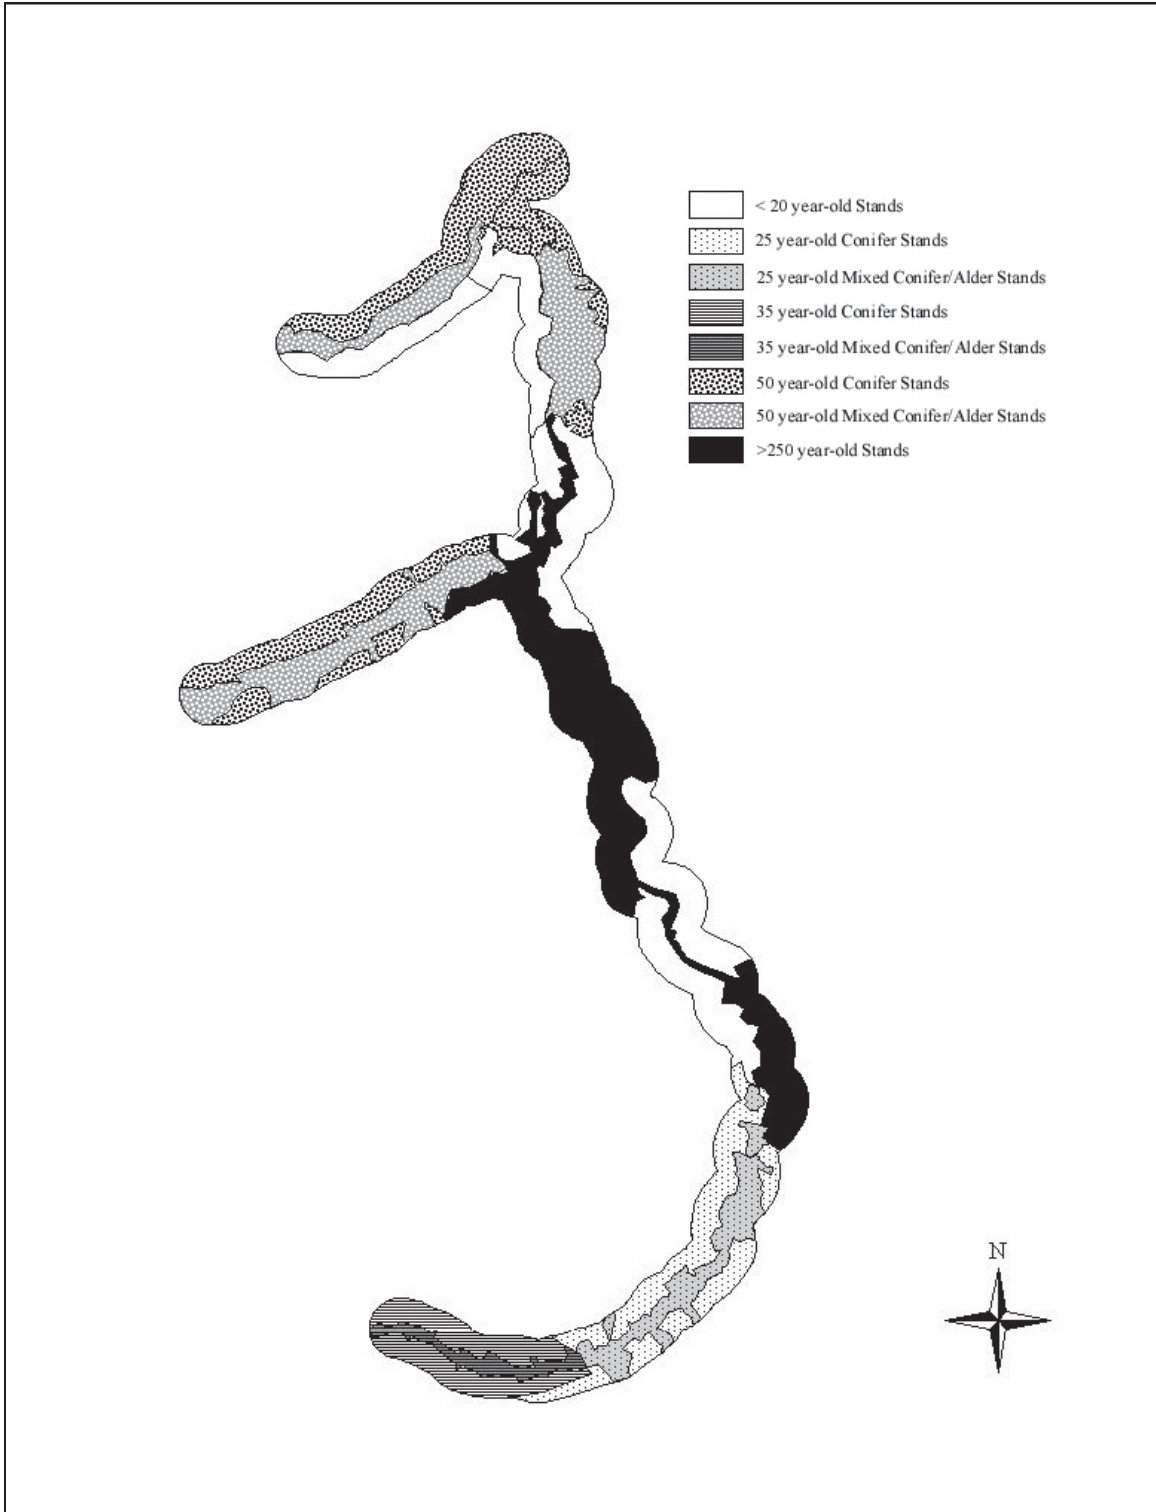 < 20 year-old Stands
25 year-old Conifer Stands
25 year-old Mixed Conifer/Alder Stands
35 year-old Conifer Stands
35 year-old Mixed Conifer/Alder Stands
50 year-old Conifer Stands
50 year-old Mixed Conifer/Alder Stands
>250 year-old Stands
N